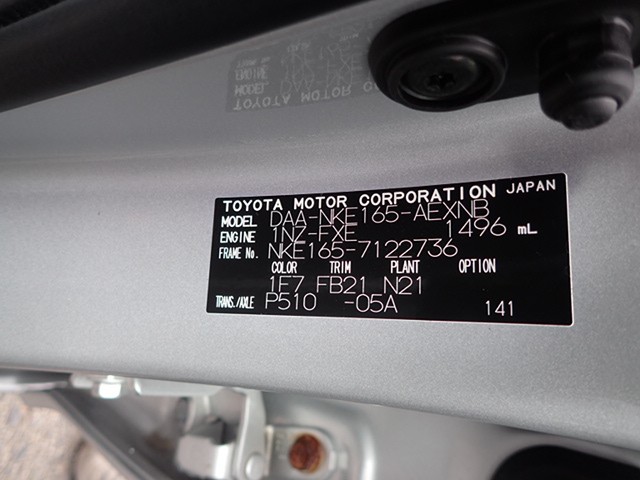 TOYOTA MOTOR CORPORATION JAPAN
MODEL DAA-NKE165-AEXNB
ENGINE 1NZ-FXE 1496 mL
FRAME No. NKE165-7122736
COLOR TRIM PLANT OPTION
1F7 FB21 N21
TRANS./AXLE P510 -05A 141